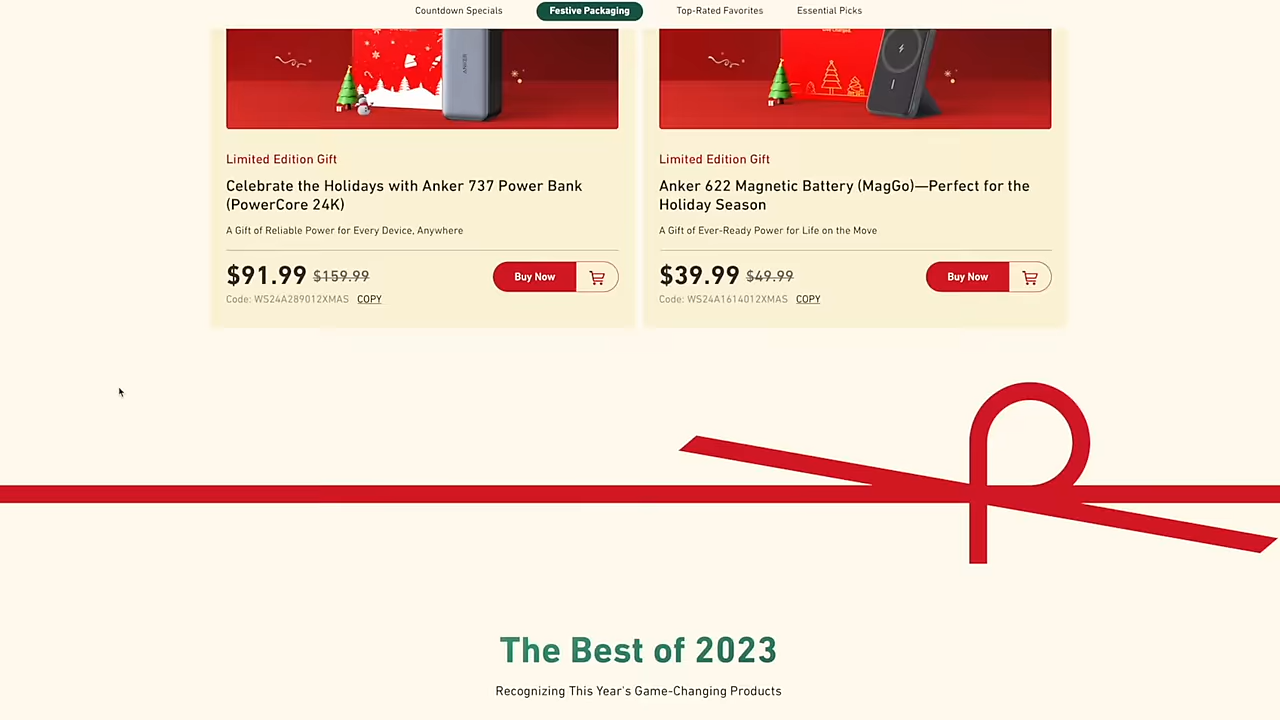 Countdown Specials
Festive Packaging
Top-Rated Favorites
Essential Picks
ANKER
Limited Edition Gift
Celebrate the Holidays with Anker 737 Power Bank
(PowerCore 24K)
A Gift of Reliable Power for Every Device, Anywhere
$91.99 $159.99
Buy Now
Code: WS24A289012XMAS COPY
Limited Edition Gift
Anker 622 Magnetic Battery (MagGo)—Perfect for the
Holiday Season
A Gift of Ever-Ready Power for Life on the Move
$39.99 $49.99
Buy Now
Code: WS24A1614012XMAS COPY
The Best of 2023
Recognizing This Year's Game-Changing Products